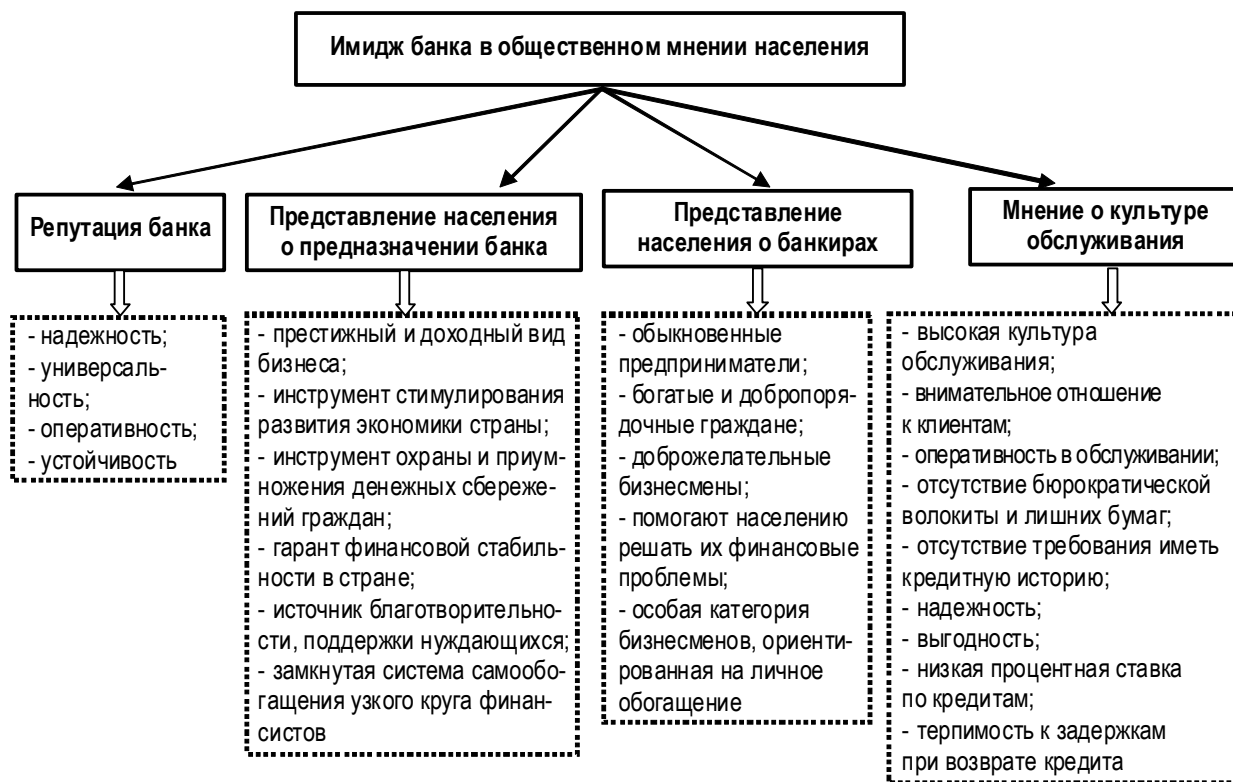 Имидж банка в общественном мнении населения
Репутация банка
Представление населения
о предназначении банка
Представление
населения о банкирах
Мнение о культуре
обслуживания
- надежность;
- универсаль-
ность;
- оперативность;
- устойчивость
- престижный и доходный вид
бизнеса;
- инструмент стимулирования
развития экономики страны;
- инструмент охраны и приум-
ножения денежных сбереже-
ний граждан;
- гарант финансовой стабиль-
ности в стране;
- источник благотворительно-
сти, поддержки нуждающихся;
- замкнутая система самообо-
гащения узкого круга финан-
систов
- обыкновенные
предприниматели;
- богатые и добропоря-
дочные граждане;
- доброжелательные
бизнесмены;
- помогают населению
решать их финансовые
проблемы;
- особая категория
бизнесменов, ориенти-
рованная на личное
обогащение
- высокая культура
обслуживания;
- внимательное отношение
к клиентам;
- оперативность в обслуживании;
- отсутствие бюрократической
волокиты и лишних бумаг;
- отсутствие требования иметь
кредитную историю;
- надежность;
- выгодность;
- низкая процентная ставка
по кредитам;
- терпимость к задержкам
при возврате кредита